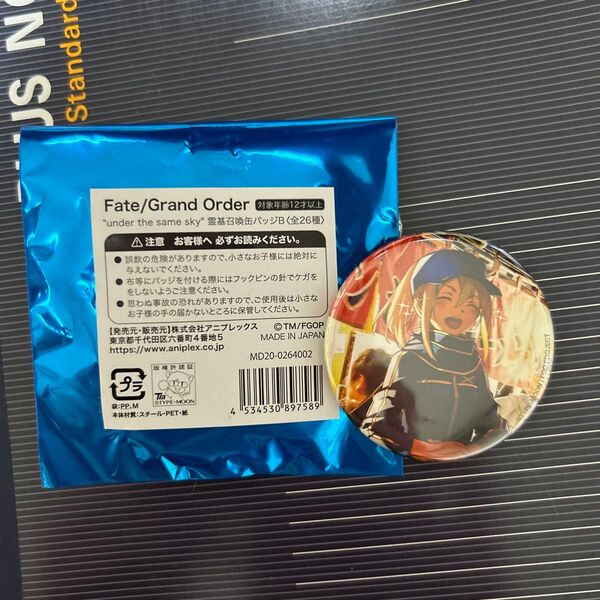 US N
Standard
Fate/Grand Order 対象年齢12才以上
"under the same sky" 霊基召喚缶バッジB〈全26種〉
注意 お客様へ 必ずお読みください。
●誤飲の危険がありますので、小さなお子様には絶対に
与えないでください。
●布等にバッジを付ける際にはフックピンの針でケガを
をしないようご注意ください。
●思わぬ事故の恐れがありますので、ご使用後は小さな
お子様の手の届かないところに保管してください。
【発売元・販売元】株式会社アニプレックス
東京都千代田区六番町4番地5
https://www.aniplex.co.jp
©TM/FGOP
MADE IN JAPAN
MD20-0264002
プラ
袋:PP,M
版権許諾証
©TYPE-MOON
本体材質:スチール・PET・紙
4 534530 897589
PROJECT